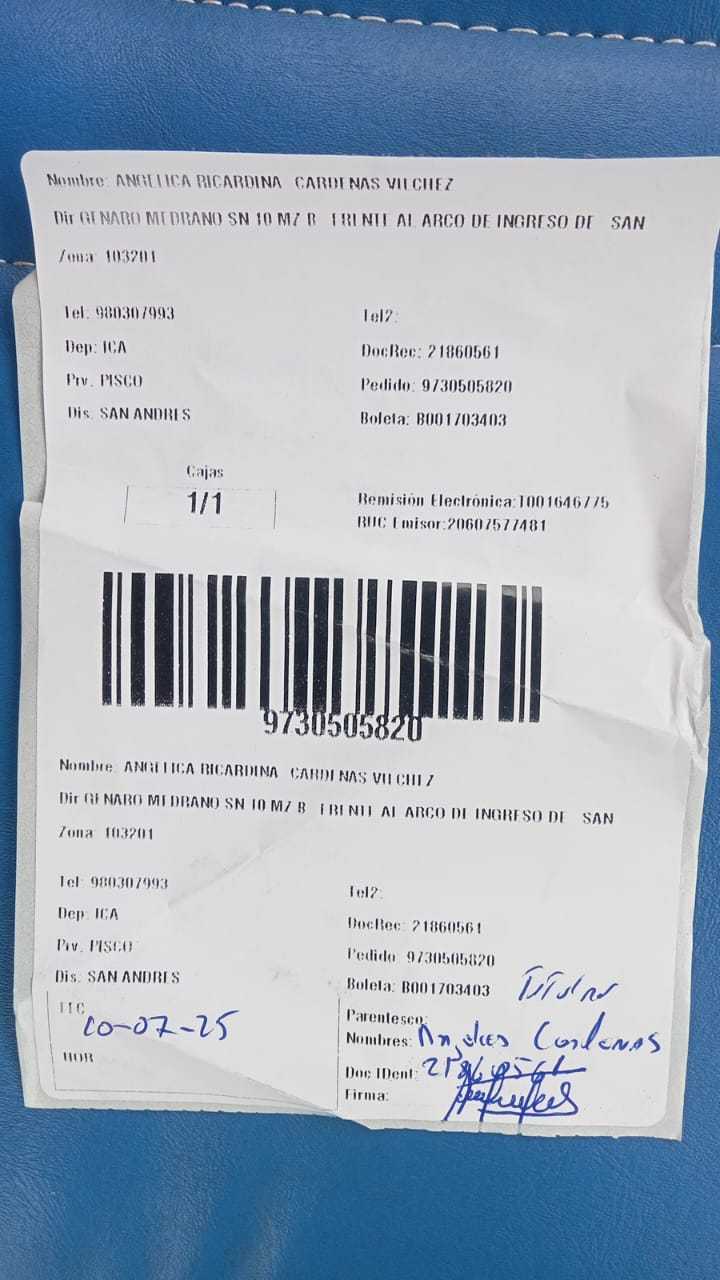 Nombre: ANGELICA RICARDINA CARDENAS VILCHEZ
Dir GENARO MEDRANO SN 10 MZ B FRENTE AL ARCO DE INGRESO DE SAN
Zona: 103201
Tel: 980307993 Tel2:
Dep: ICA DocRec: 21860561
Prv. PISCO Pedido: 9730505820
Dis: SAN ANDRES Boleta: B001703403
Cajas
1/1
Remisión Electrónica:T001646775
RUC Emisor:20607577481
9730505820
Nombre: ANGELICA RICARDINA CARDENAS VILCHEZ
Dir GENARO MEDRANO SN 10 MZ B FRENTE AL ARCO DE INGRESO DE SAN
Zona 103201
Tel: 980307993 Tel2:
Dep: ICA DocRec: 21860561
Prv. PISCO Pedido 9730505820
Dis: SAN ANDRES Boleta: B001703403
Titular
FEC 10-07-25 Parentesco:
Nombres: Cardenas
HOR
Doc IDent: 21860561
Firma: